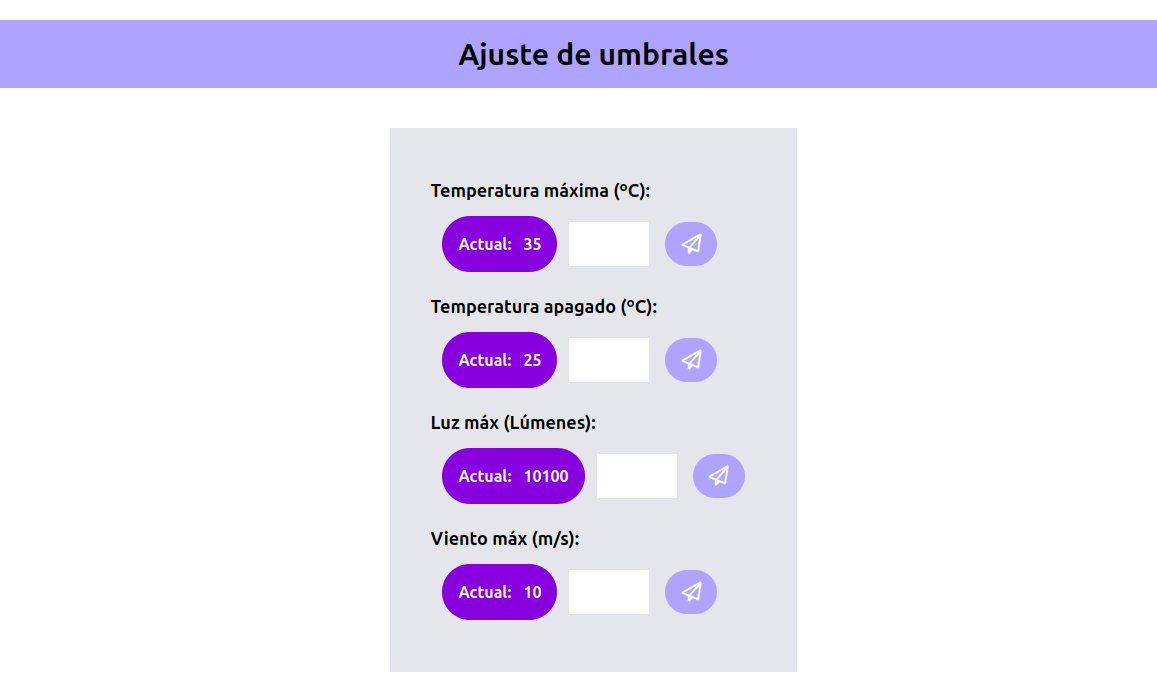 Ajuste de umbrales
Temperatura máxima (ºC):
Actual: 35
Temperatura apagado (ºC):
Actual: 25
Luz máx (Lúmenes):
Actual: 10100
Viento máx (m/s):
Actual: 10